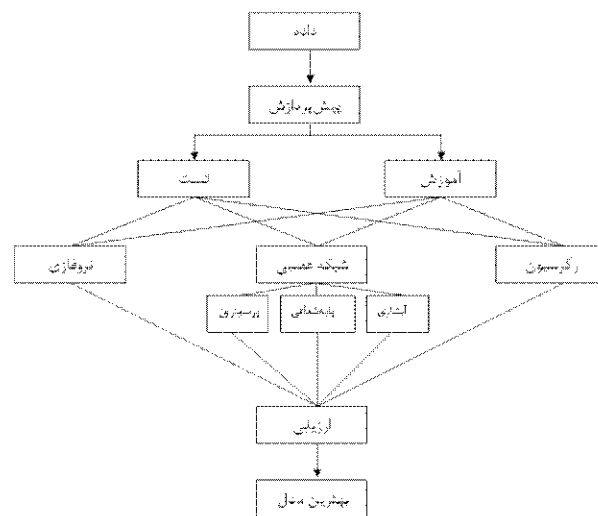 داده
پیش‌پردازش
آموزش
تست
رگرسیون
شبکه عصبی
نروفازی
آبشاری
پایه‌شعاعی
پرسپترون
ارزیابی
بهترین مدل